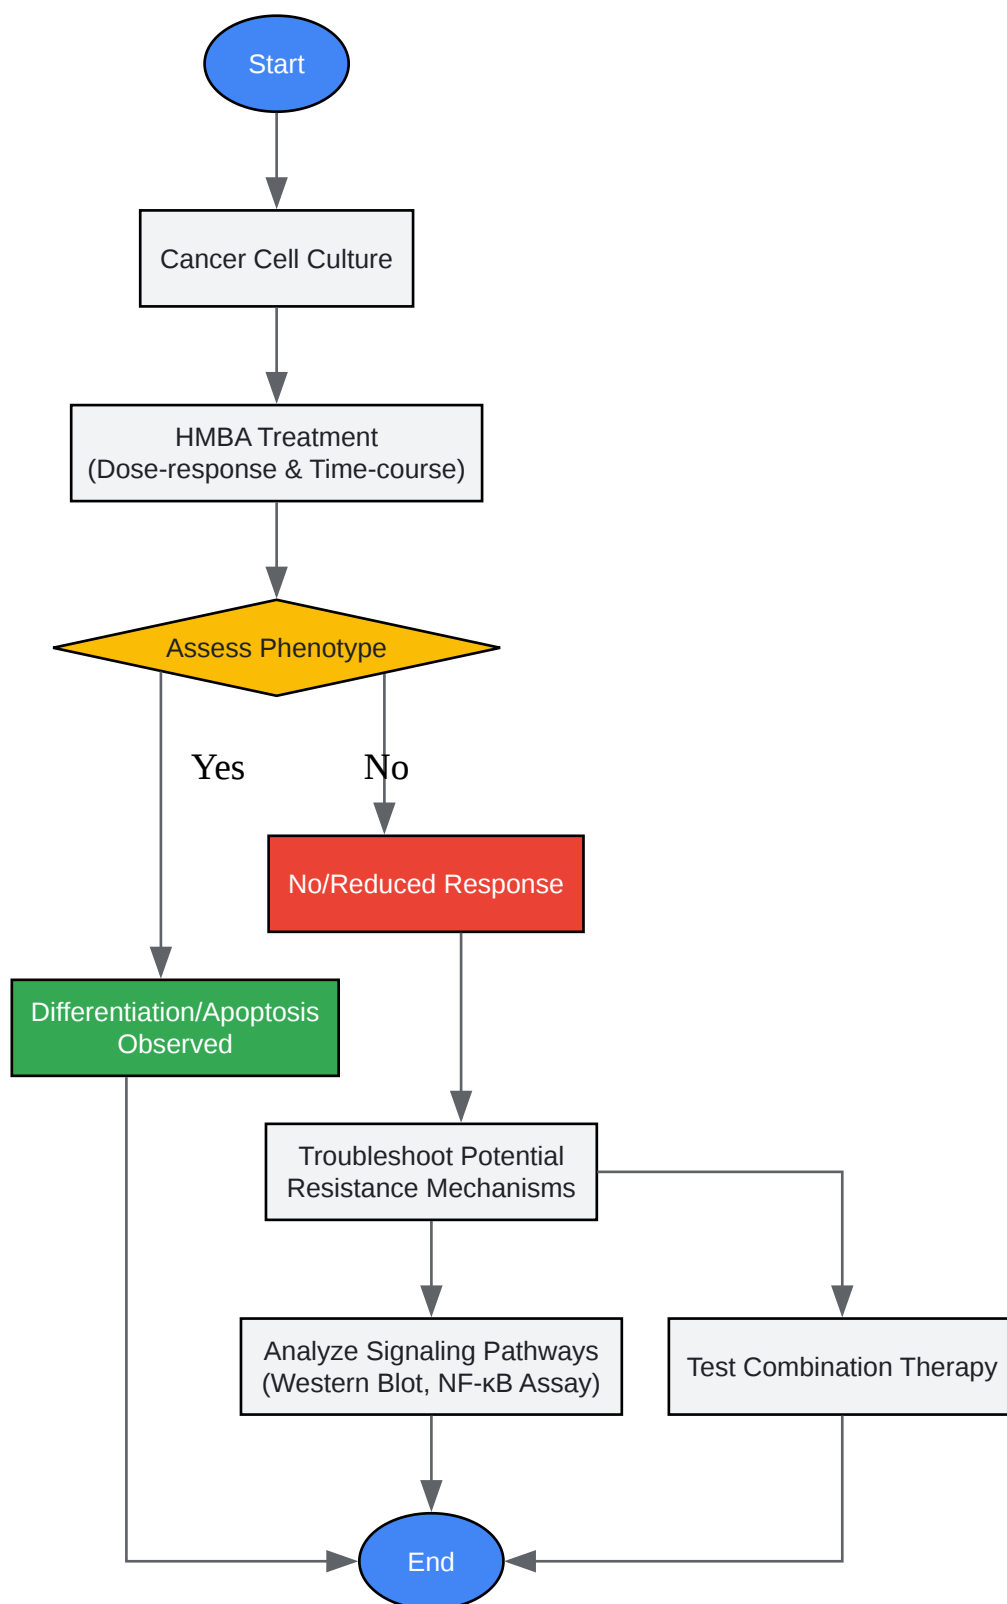 Start
Cancer Cell Culture
HMBA Treatment
(Dose-response & Time-course)
Assess Phenotype
Yes
No
No/Reduced Response
Differentiation/Apoptosis
Observed
Troubleshoot Potential
Resistance Mechanisms
Analyze Signaling Pathways
(Western Blot, NF-κB Assay)
Test Combination Therapy
End